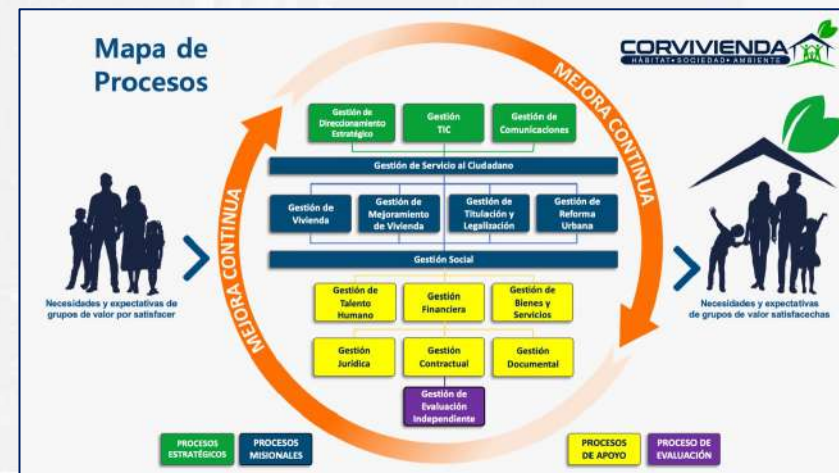 Mapa de
Procesos
CORVIVIENDA
HÁBITAT • SOCIEDAD • AMBIENTE
MEJORA CONTINUA
MEJORA CONTINUA
Gestión de
Direccionamiento
Estratégico
Gestión
TIC
Gestión de
Comunicaciones
Gestión de Servicio al Ciudadano
Gestión de
Vivienda
Gestión de
Mejoramiento
de Vivienda
Gestión de
Titulación y
Legalización
Gestión de
Reforma
Urbana
Gestión Social
Gestión de
Talento
Humano
Gestión
Financiera
Gestión de
Bienes y
Servicios
Gestión
Jurídica
Gestión
Contractual
Gestión
Documental
Gestión de
Evaluación
Independiente
Necesidades y expectativas de
grupos de valor por satisfacer
Necesidades y expectativas
de grupos de valor satisfacechas
PROCESOS
ESTRATÉGICOS
PROCESOS
MISIONALES
PROCESOS
DE APOYO
PROCESO DE
EVALUACIÓN